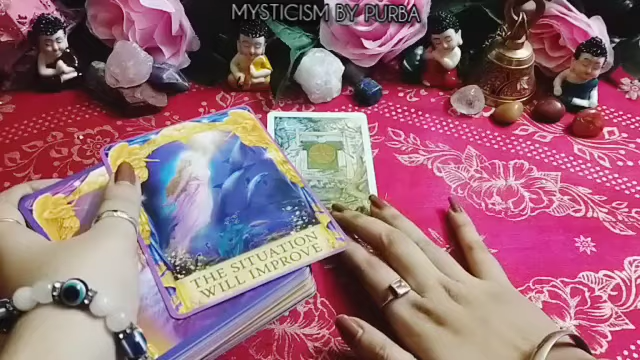 MYSTICISM BY PURBA
THE SITUATION
WILL IMPROVE